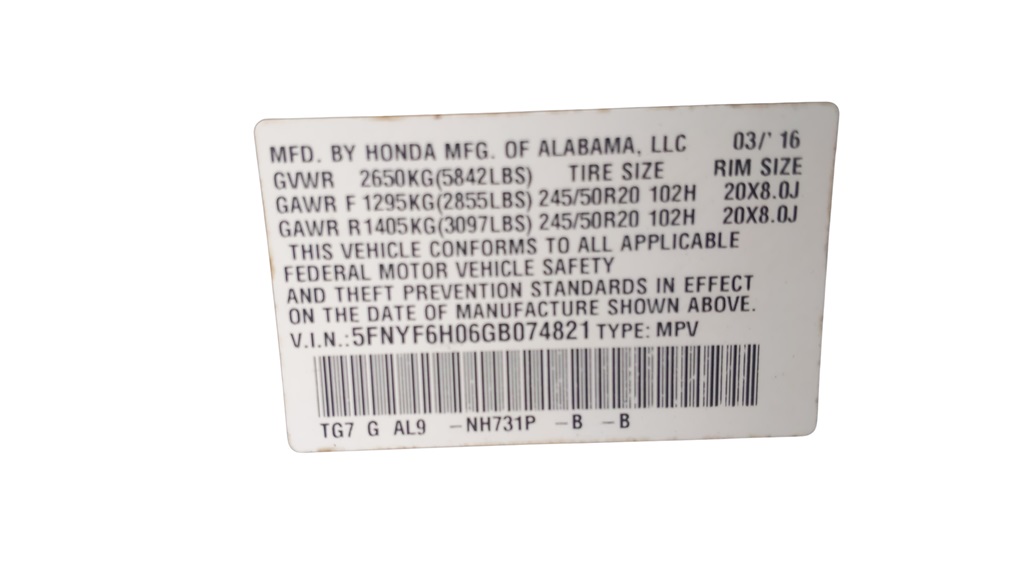 MFD. BY HONDA MFG. OF ALABAMA, LLC 03/' 16
GVWR 2650KG(5842LBS) TIRE SIZE RIM SIZE
GAWR F 1295KG(2855LBS) 245/50R20 102H 20X8.0J
GAWR R 1405KG(3097LBS) 245/50R20 102H 20X8.0J
THIS VEHICLE CONFORMS TO ALL APPLICABLE
FEDERAL MOTOR VEHICLE SAFETY
AND THEFT PREVENTION STANDARDS IN EFFECT
ON THE DATE OF MANUFACTURE SHOWN ABOVE.
V.I.N.: 5FNYF6H06GB074821 TYPE: MPV
TG7 G AL9 -NH731P -B -B